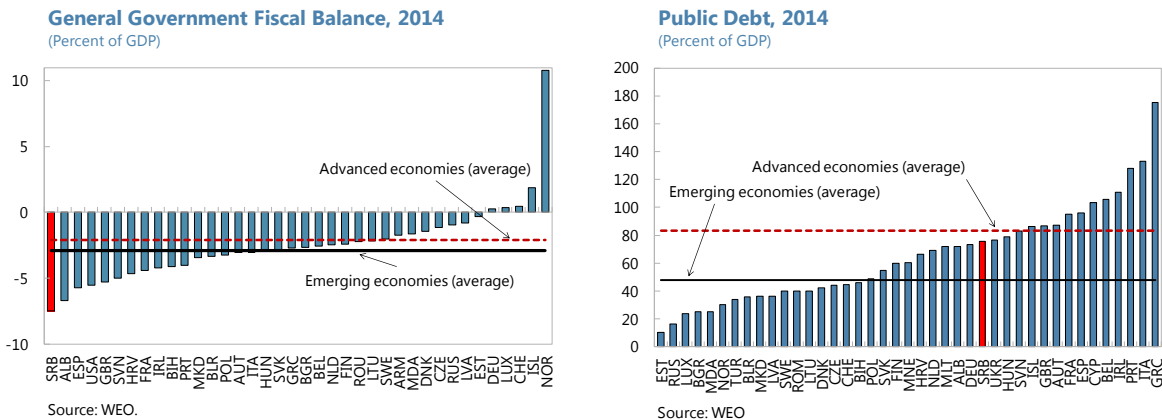 General Government Fiscal Balance, 2014
(Percent of GDP)
10
5
0
-5
-10
Advanced economies (average)
Emerging economies (average)
SRB
ALB
ESP
USA
GBR
SVN
HRV
FRA
IRL
BIH
PRT
MKD
BLR
POL
AUT
ITA
HUN
SVK
GRC
BGR
BEL
NLD
FIN
ROU
LTU
SWE
ARM
MDA
DNK
CZE
RUS
LVA
EST
DEU
LUX
CHE
ISL
NOR
Source: WEO.
Public Debt, 2014
(Percent of GDP)
200
180
160
140
120
100
80
60
40
20
0
Advanced economies (average)
Emerging economies (average)
EST
RUS
LUX
BGR
MDA
NOR
TUR
BLR
MKD
LVA
SWE
ROM
LTU
DNK
CZE
CHE
BIH
POL
SVK
FIN
MNE
HRV
NLD
MLT
ALB
DEU
SRB
UKR
HUN
SVN
ISL
GBR
AUT
FRA
ESP
CYP
BEL
IRL
PRT
ITA
GRC
Source: WEO